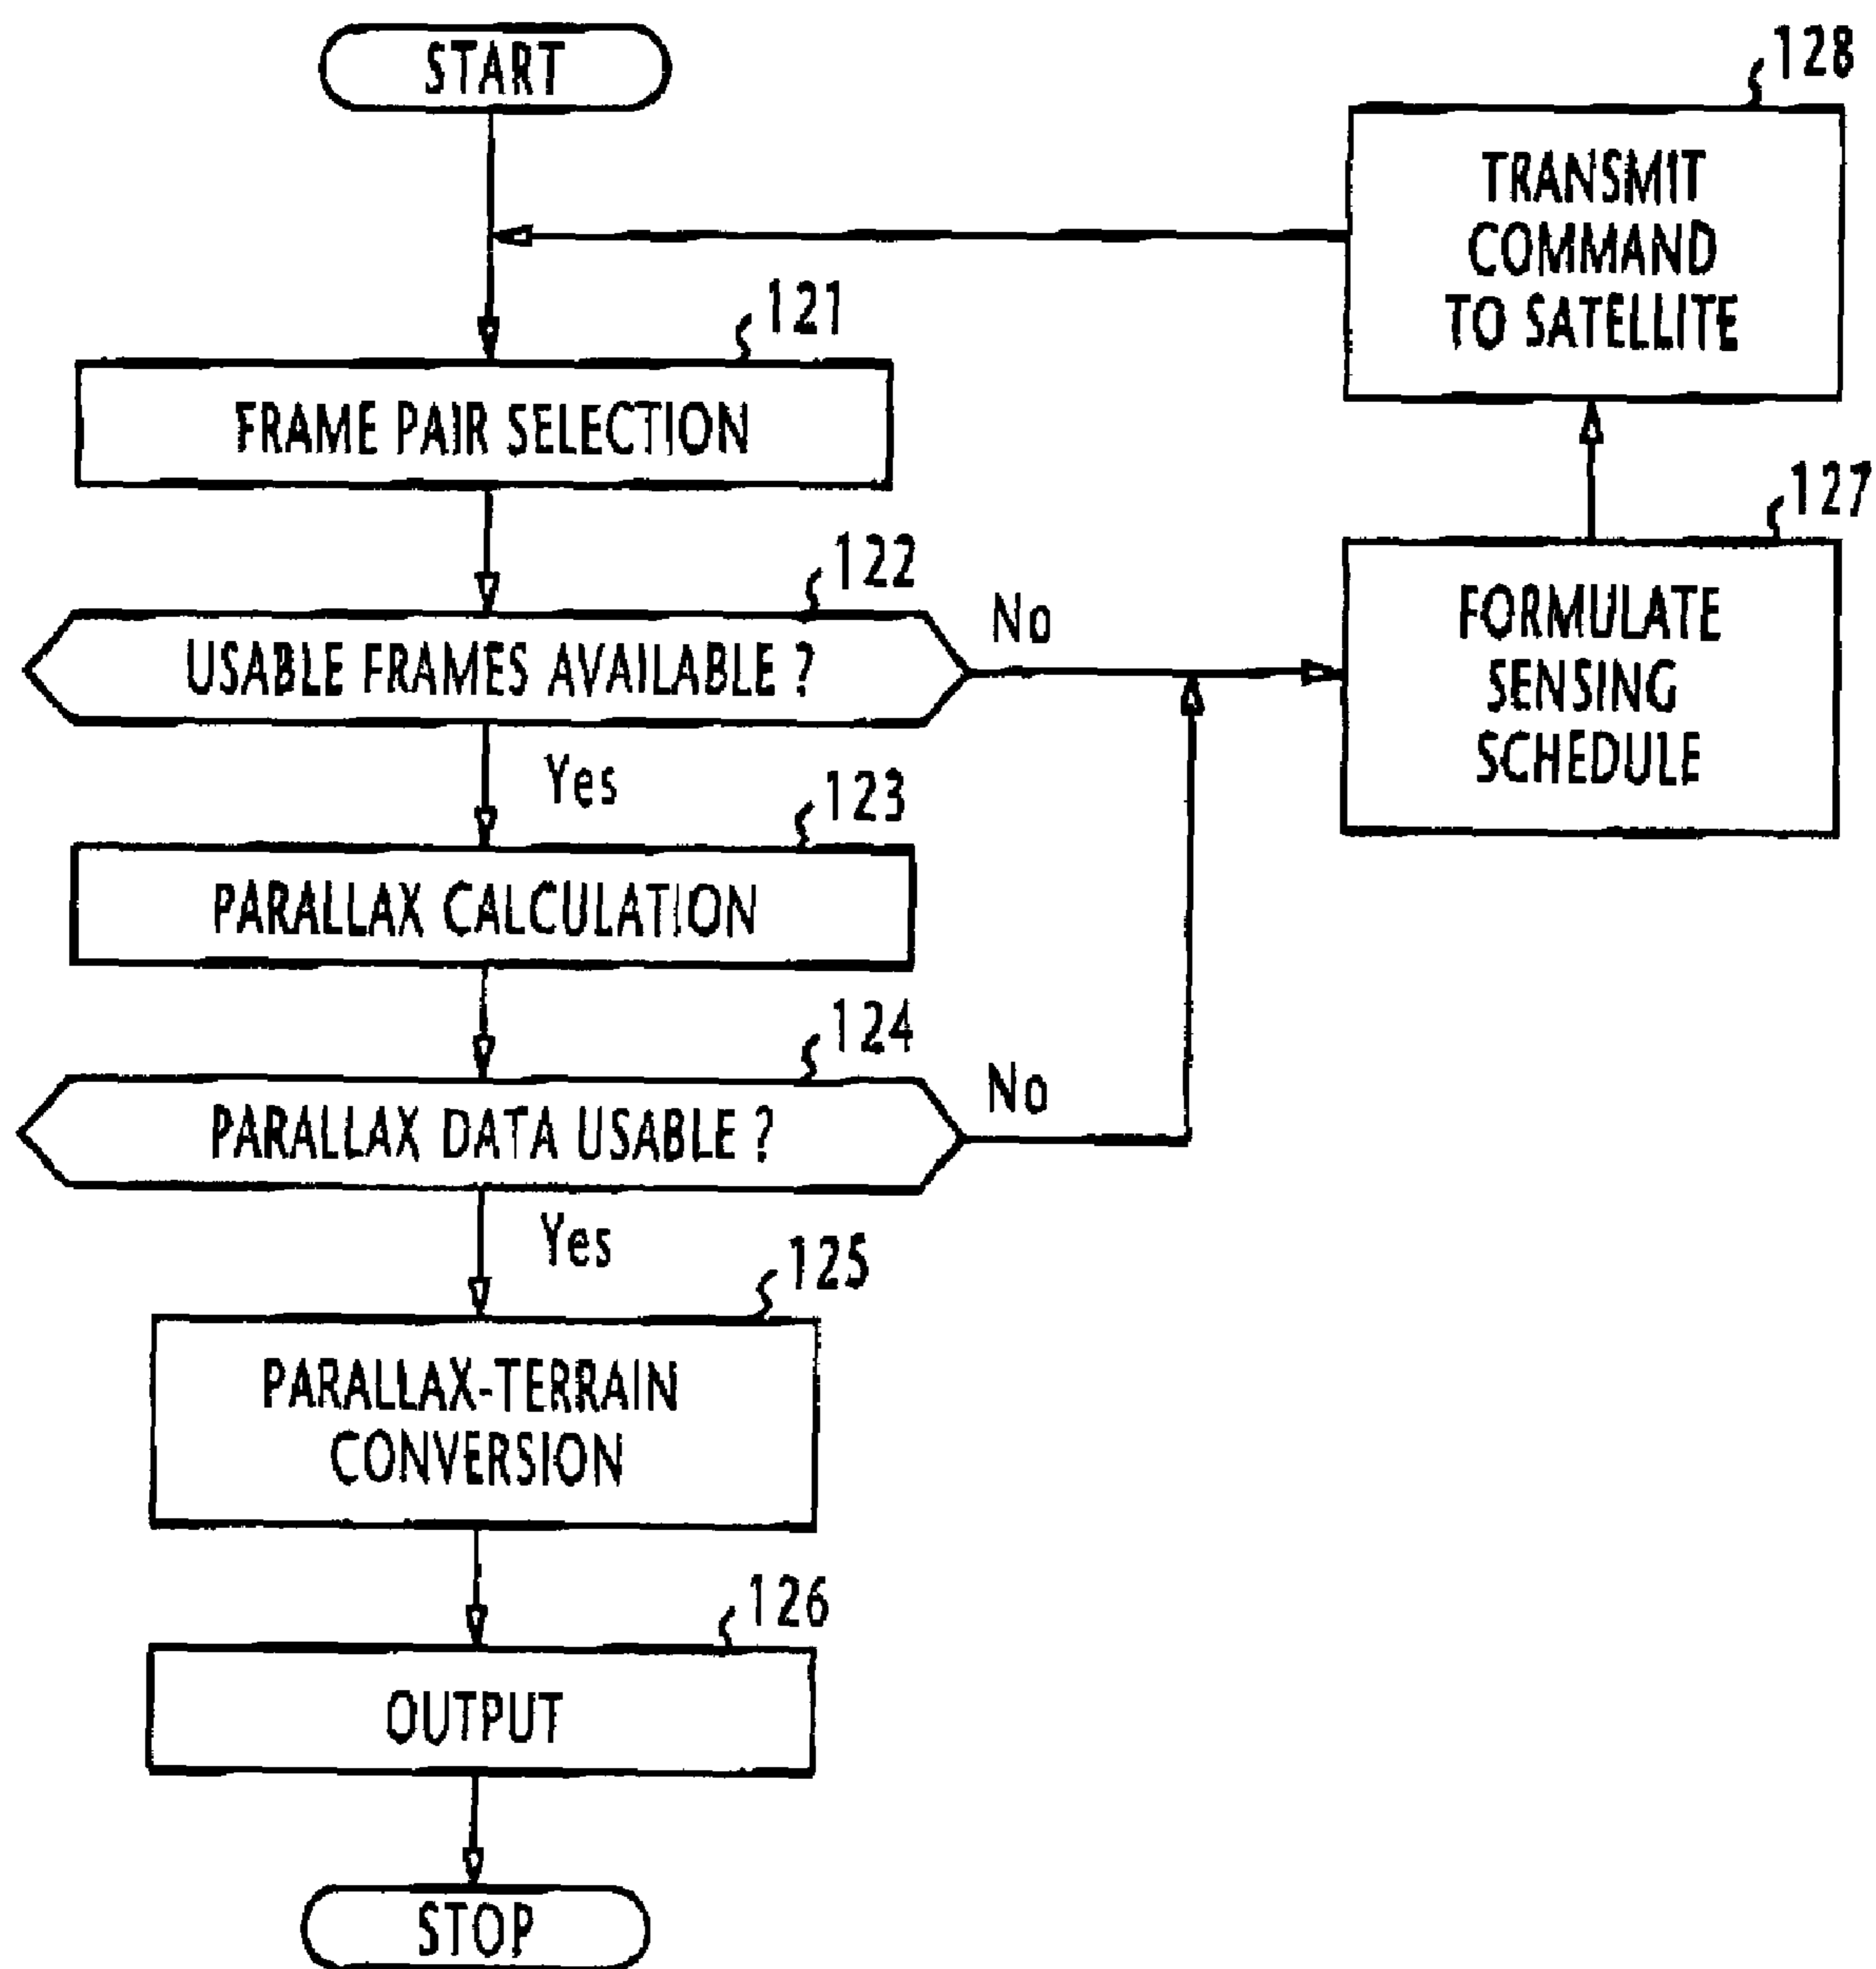 START
128
TRANSMIT
COMMAND
TO SATELLITE
121
FRAME PAIR SELECTION
127
FORMULATE
SENSING
SCHEDULE
122
USABLE FRAMES AVAILABLE ?
No
Yes
123
PARALLAX CALCULATION
124
PARALLAX DATA USABLE ?
No
Yes
125
PARALLAX-TERRAIN
CONVERSION
126
OUTPUT
STOP